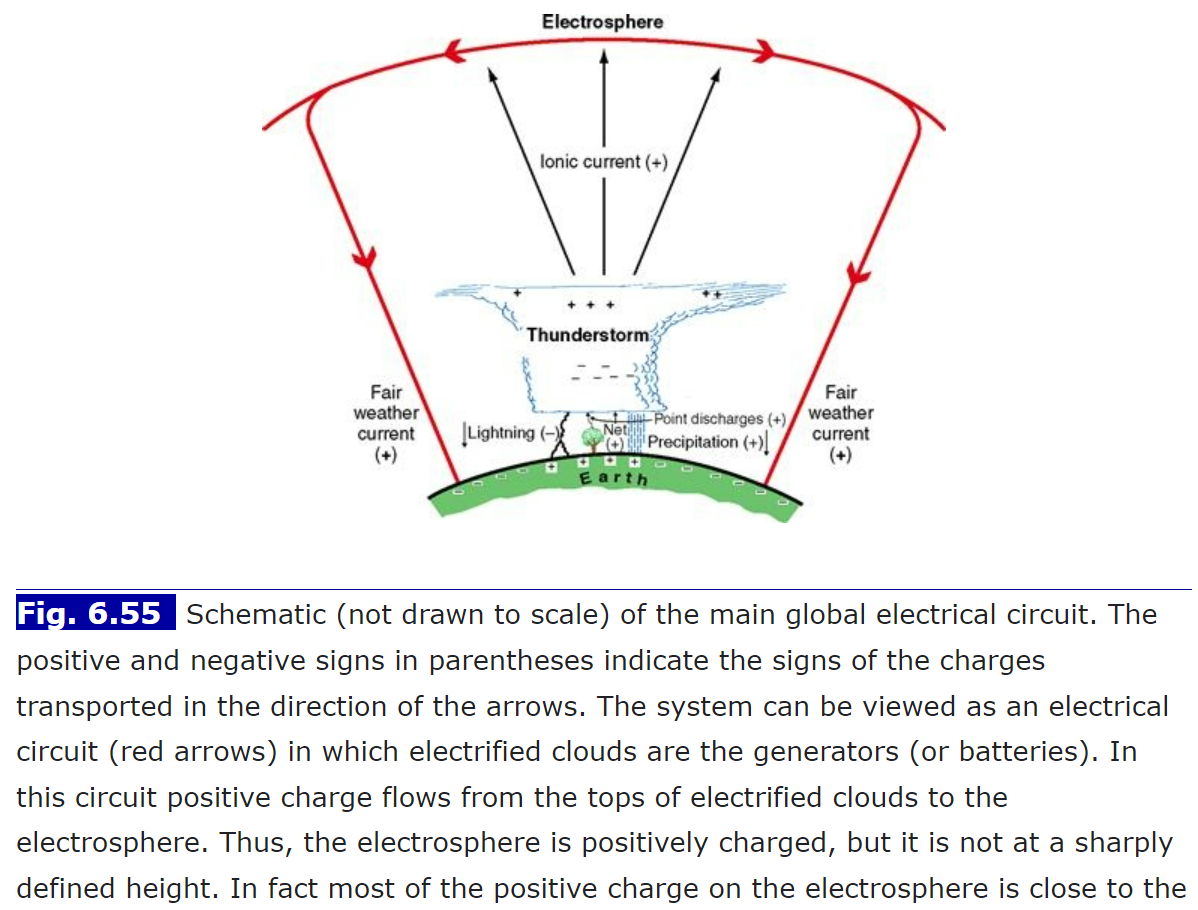 Electrosphere
Ionic current (+)
+ + + + + +
Thunderstorm
– –
– – – –
Fair
weather
current
(+)
Fair
weather
current
(+)
Point discharges (+)
Lightning (–)
Net
(+)
Precipitation (+)
+ + + +
– – – – – – – – – –
Earth
Fig. 6.55 Schematic (not drawn to scale) of the main global electrical circuit. The
positive and negative signs in parentheses indicate the signs of the charges
transported in the direction of the arrows. The system can be viewed as an electrical
circuit (red arrows) in which electrified clouds are the generators (or batteries). In
this circuit positive charge flows from the tops of electrified clouds to the
electrosphere. Thus, the electrosphere is positively charged, but it is not at a sharply
defined height. In fact most of the positive charge on the electrosphere is close to the